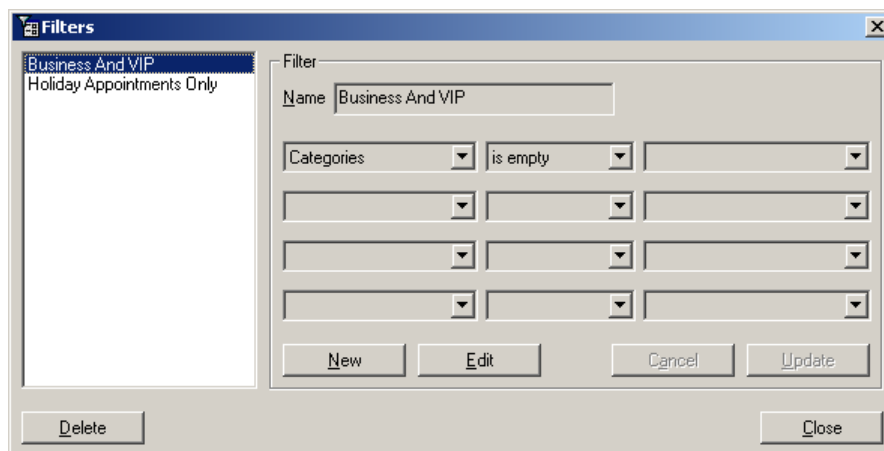 Filters
Business And VIP
Holiday Appointments Only
Filter
Name Business And VIP
Categories is empty
New Edit Cancel Update
Delete Close